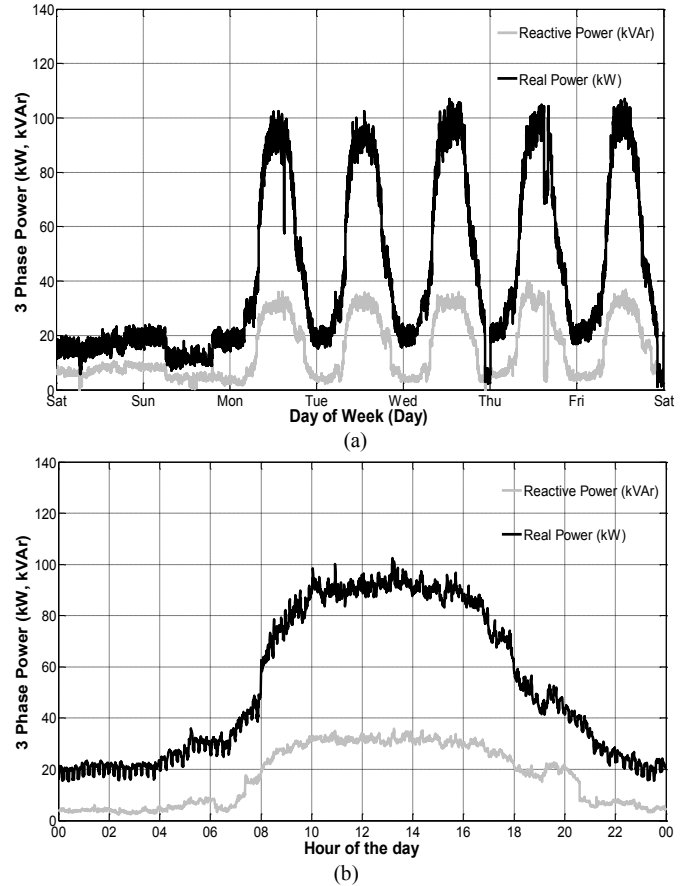 140
Reactive Power (kVAr)
120
Real Power (kW)
100
80
60
40
20
0
3 Phase Power (kW, kVAr)
Sat Sun Mon Tue Wed Thu Fri Sat
Day of Week (Day)
(a)
140
Reactive Power (kVAr)
120
Real Power (kW)
100
80
60
40
20
0
3 Phase Power (kW, kVAr)
00 02 04 06 08 10 12 14 16 18 20 22 00
Hour of the day
(b)